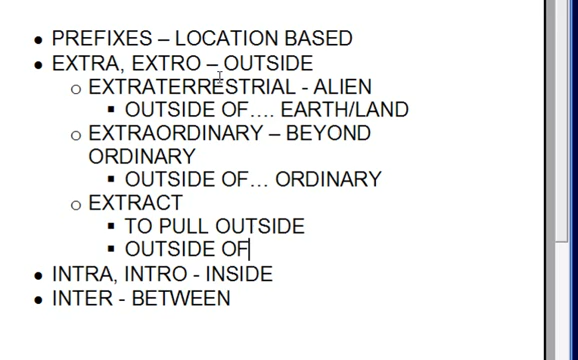 • PREFIXES – LOCATION BASED
• EXTRA, EXTRO – OUTSIDE
o EXTRATERRESTRIAL - ALIEN
▪ OUTSIDE OF…. EARTH/LAND
o EXTRAORDINARY – BEYOND
ORDINARY
▪ OUTSIDE OF… ORDINARY
o EXTRACT
▪ TO PULL OUTSIDE
▪ OUTSIDE OF
• INTRA, INTRO - INSIDE
• INTER - BETWEEN